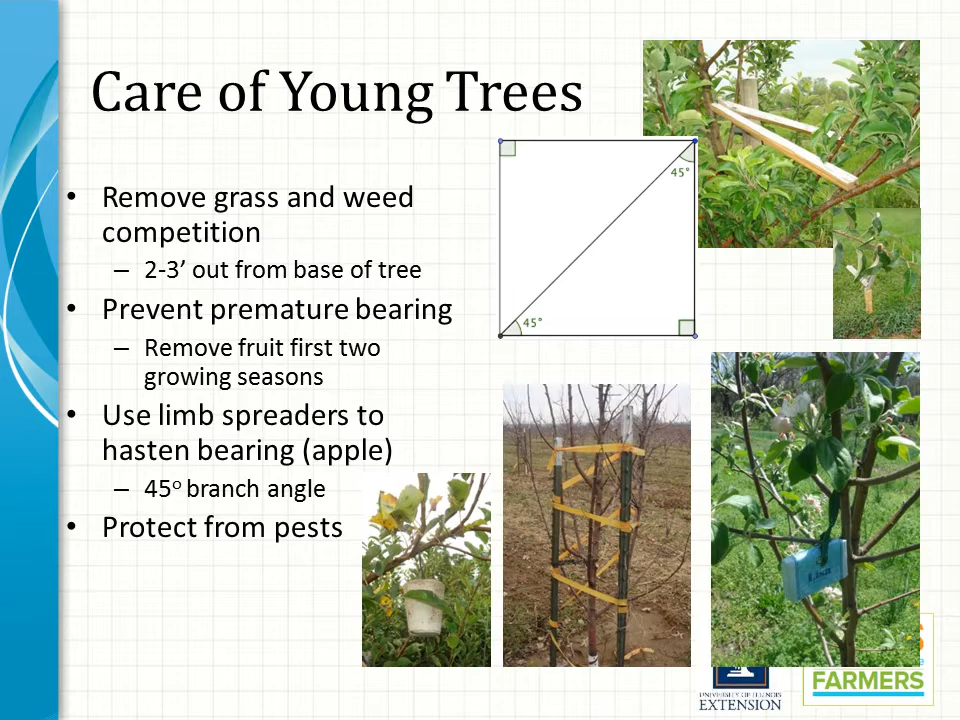 Care of Young Trees
• Remove grass and weed
competition
– 2-3’ out from base of tree
• Prevent premature bearing
– Remove fruit first two
growing seasons
• Use limb spreaders to
hasten bearing (apple)
– 45o branch angle
• Protect from pests
45°
45°
UNIVERSITY OF ILLINOIS
EXTENSION
FARMERS